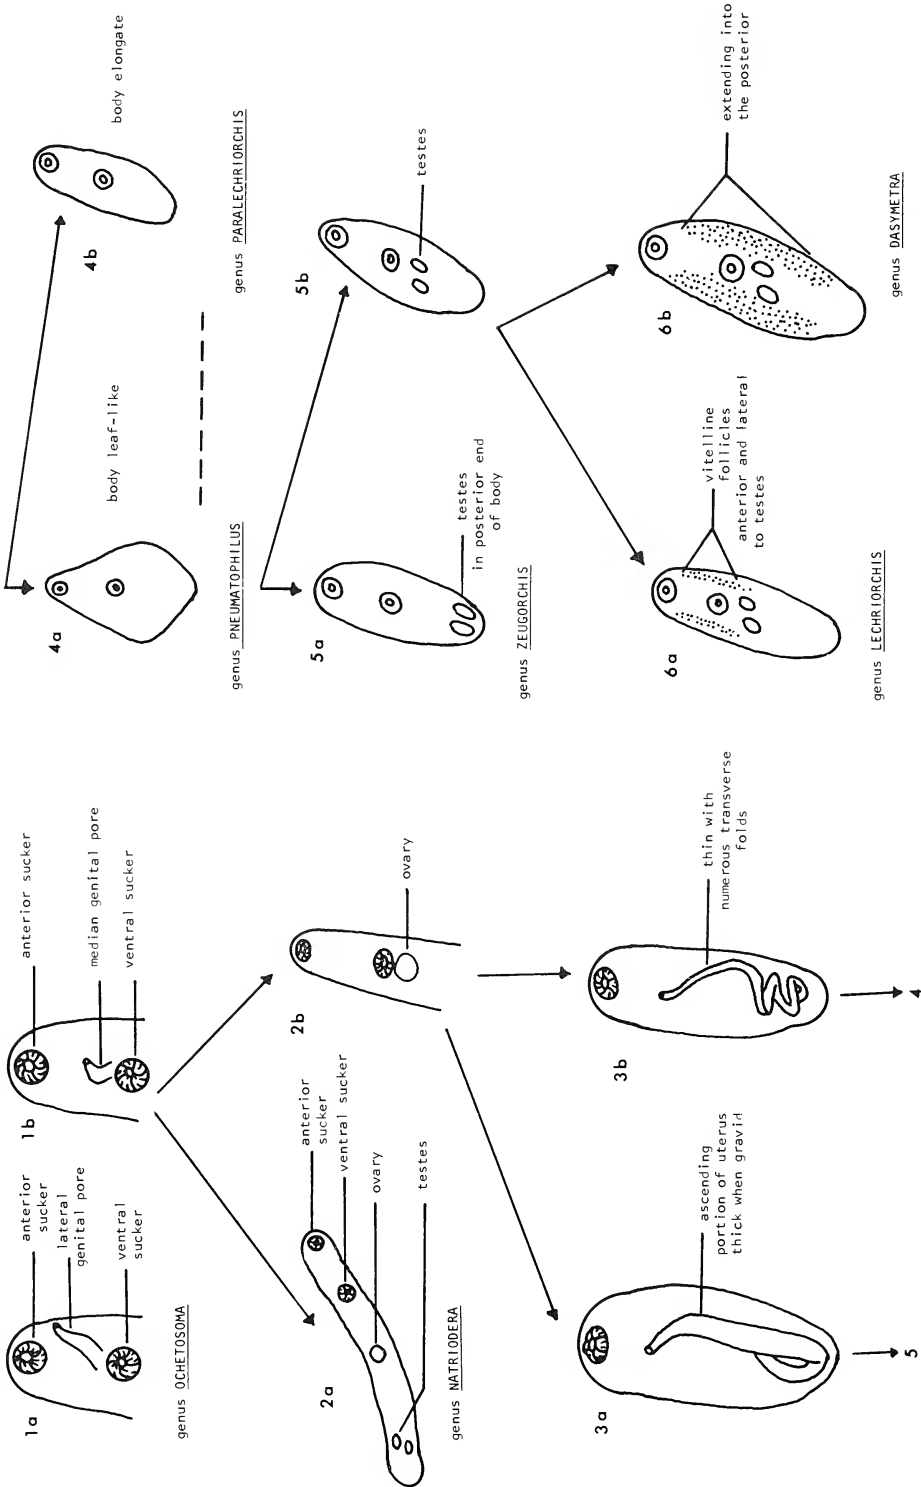 1a
anterior
sucker
lateral
genital pore
ventral
sucker
genus OCHETOSOMA
1b
anterior sucker
median genital pore
ventral sucker
2a
anterior
sucker
ventral sucker
ovary
testes
genus NATRIODERA
2b
ovary
3a
ascending
portion of uterus
thick when gravid
5
3b
thin with
numerous transverse
folds
4
4a
body leaf-like
genus PNEUMATOPHILUS
4b
body elongate
genus PARALECHRIORCHIS
5a
testes
in posterior end
of body
genus ZEUGORCHIS
5b
testes
6a
vitelline
follicles
anterior and lateral
to testes
genus LECHRIORCHIS
6b
extending into
the posterior
genus DASYMETRA